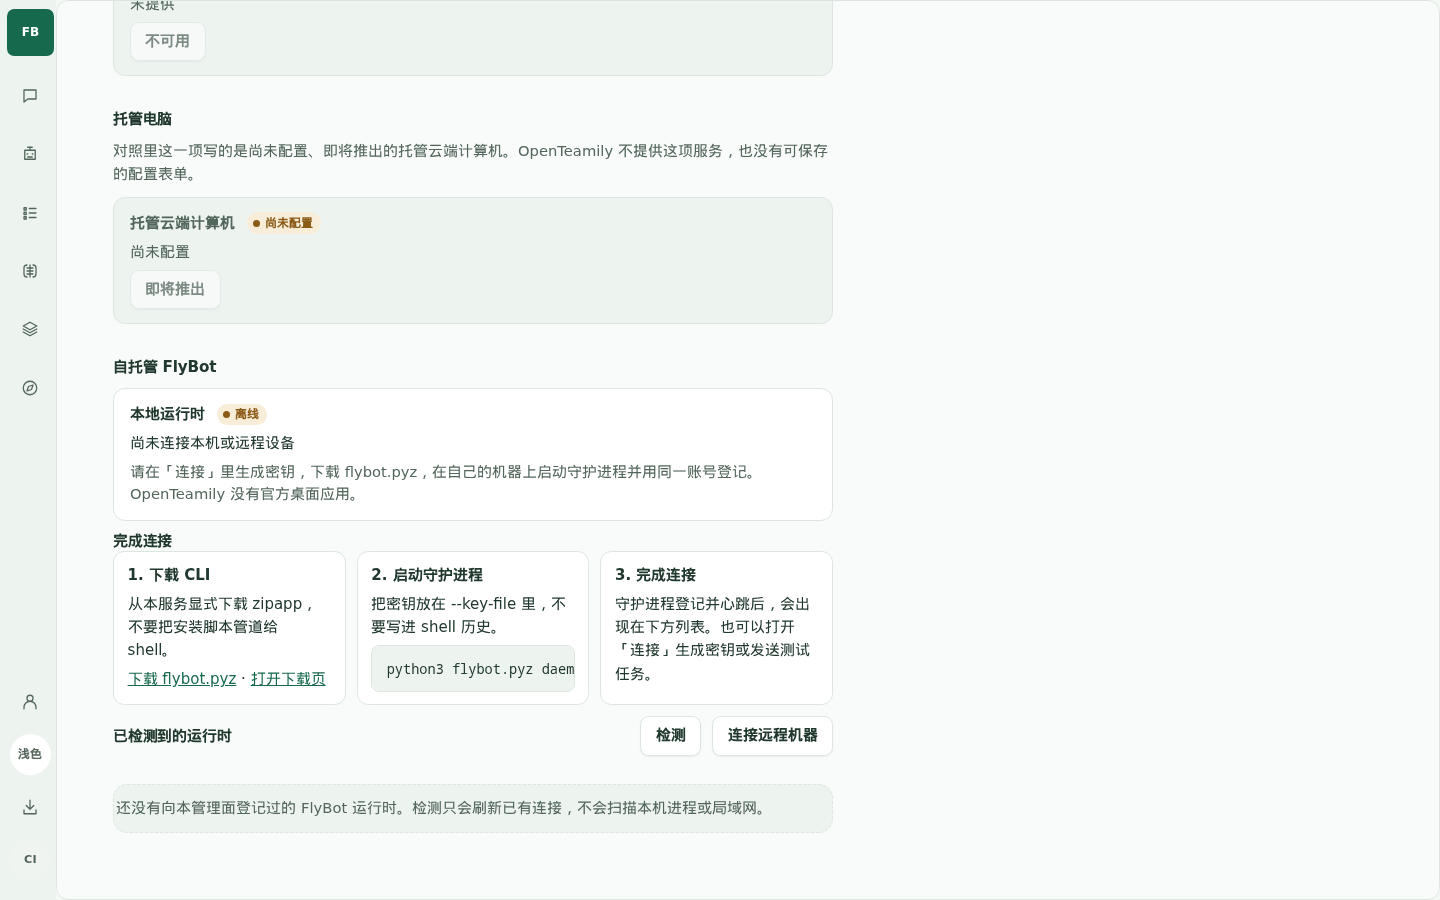 FB
未提供
不可用
托管电脑
对照里这一项写的是尚未配置、即将推出的托管云端计算机。OpenTeamily 不提供这项服务，也没有可保存
的配置表单。
托管云端计算机
尚未配置
尚未配置
即将推出
自托管 FlyBot
本地运行时
离线
尚未连接本机或远程设备
请在「连接」里生成密钥，下载 flybot.pyz，在自己的机器上启动守护进程并用同一账号登记。
OpenTeamily 没有官方桌面应用。
完成连接
1. 下载 CLI
从本服务显式下载 zipapp，
不要把安装脚本管道给
shell。
下载 flybot.pyz · 打开下载页
2. 启动守护进程
把密钥放在 --key-file 里，不
要写进 shell 历史。
python3 flybot.pyz daem
3. 完成连接
守护进程登记并心跳后，会出
现在下方列表。也可以打开
「连接」生成密钥或发送测试
任务。
已检测到的运行时
检测
连接远程机器
还没有向本管理面登记过的 FlyBot 运行时。检测只会刷新已有连接，不会扫描本机进程或局域网。
浅色
CI